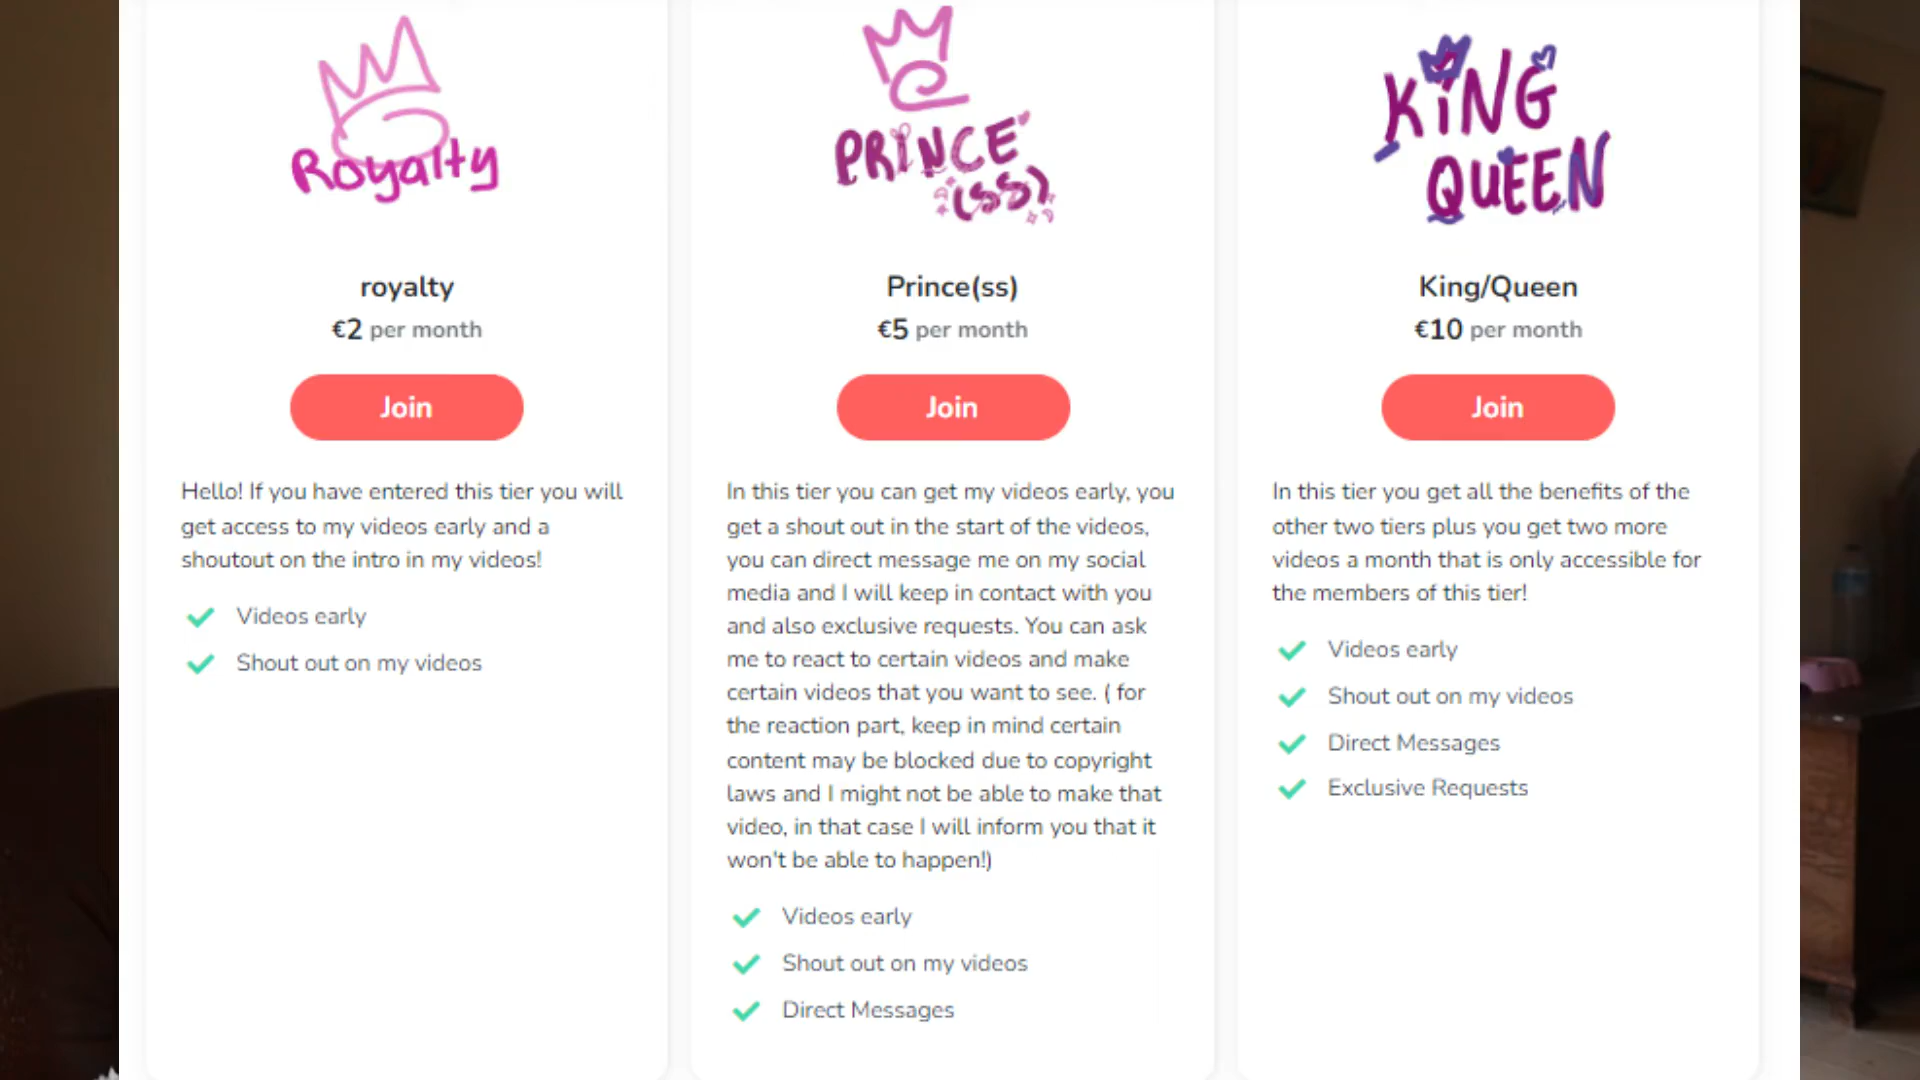 Royalty
royalty
€2 per month
Join
Hello! If you have entered this tier you will
get access to my videos early and a
shoutout on the intro in my videos!
Videos early
Shout out on my videos
PRINCE
(SS)
Prince(ss)
€5 per month
Join
In this tier you can get my videos early, you
get a shout out in the start of the videos,
you can direct message me on my social
media and I will keep in contact with you
and also exclusive requests. You can ask
me to react to certain videos and make
certain videos that you want to see. ( for
the reaction part, keep in mind certain
content may be blocked due to copyright
laws and I might not be able to make that
video, in that case I will inform you that it
won't be able to happen!)
Videos early
Shout out on my videos
Direct Messages
KiNG
QUEEN
King/Queen
€10 per month
Join
In this tier you get all the benefits of the
other two tiers plus you get two more
videos a month that is only accessible for
the members of this tier!
Videos early
Shout out on my videos
Direct Messages
Exclusive Requests